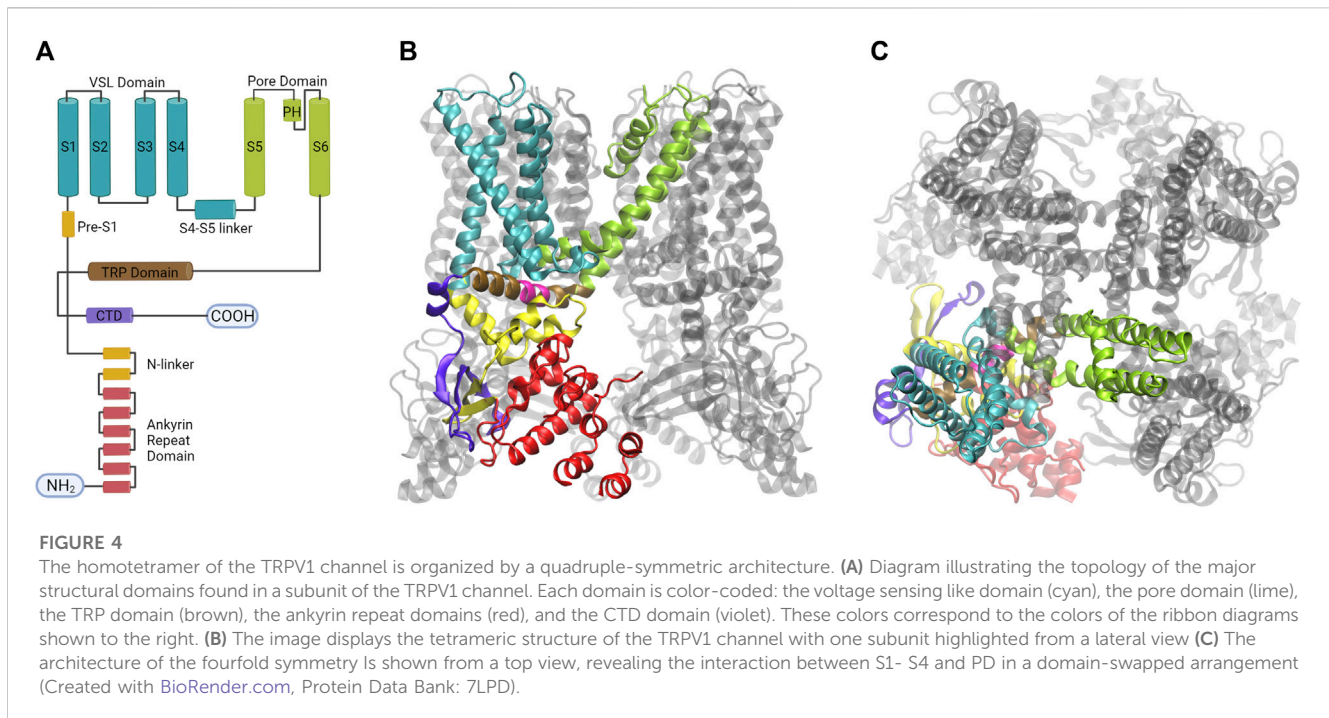 A
B
C
VSL Domain
Pore Domain
PH
S1
S2
S3
S4
S5
S6
Pre-S1
S4-S5 linker
TRP Domain
CTD
COOH
N-linker
Ankyrin
Repeat
Domain
NH₂
FIGURE 4
The homotetramer of the TRPV1 channel is organized by a quadruple-symmetric architecture. (A) Diagram illustrating the topology of the major
structural domains found in a subunit of the TRPV1 channel. Each domain is color-coded: the voltage sensing like domain (cyan), the pore domain (lime),
the TRP domain (brown), the ankyrin repeat domains (red), and the CTD domain (violet). These colors correspond to the colors of the ribbon diagrams
shown to the right. (B) The image displays the tetrameric structure of the TRPV1 channel with one subunit highlighted from a lateral view (C) The
architecture of the fourfold symmetry Is shown from a top view, revealing the interaction between S1- S4 and PD in a domain-swapped arrangement
(Created with BioRender.com, Protein Data Bank: 7LPD).